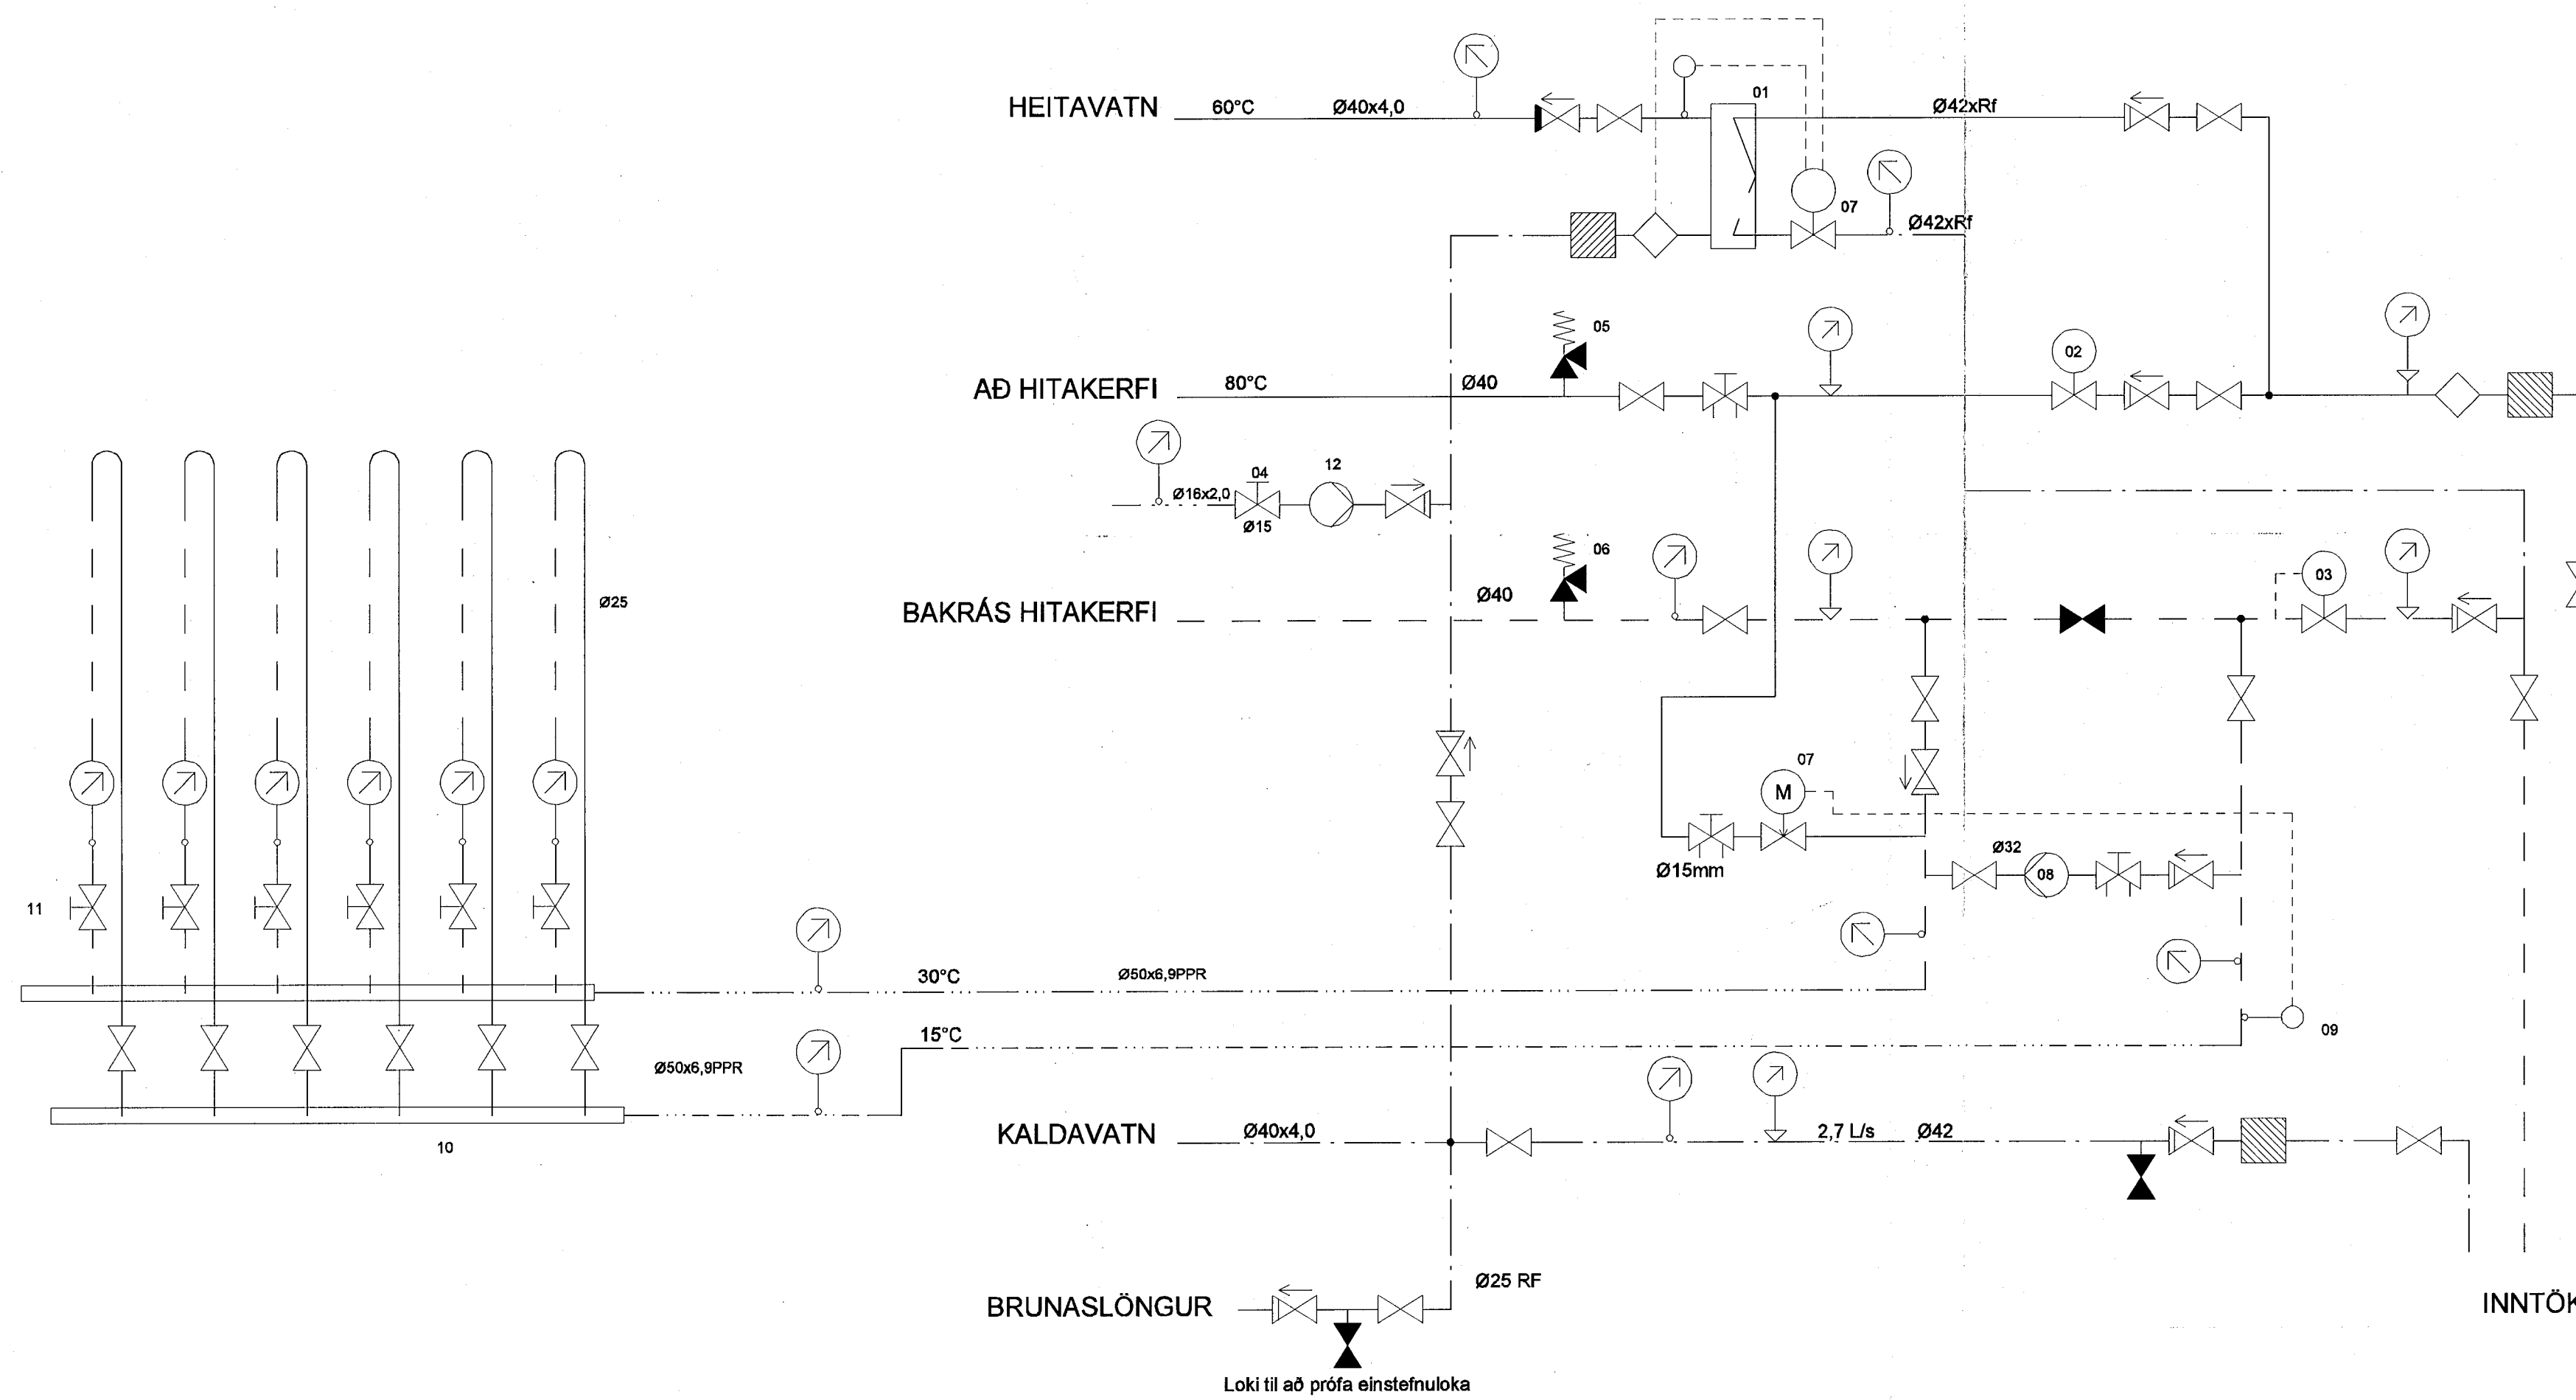 01
HEITAVATN 60°C Ø40x4,0 Ø42xRf
07
Ø42xRf
05
02
AÐ HITAKERFI 80°C Ø40
04 12
Ø16x2,0
Ø15
06
03
Ø25
BAKRÁS HITAKERFI Ø40
07
M
Ø32
Ø15mm
08
11
30°C Ø50x6,9PPR
15°C
09
Ø50x6,9PPR
KALDAVATN Ø40x4,0 2,7 L/s Ø42
10
Ø25 RF
BRUNASLÖNGUR
INNTÖK
Loki til að prófa einstefnuloka